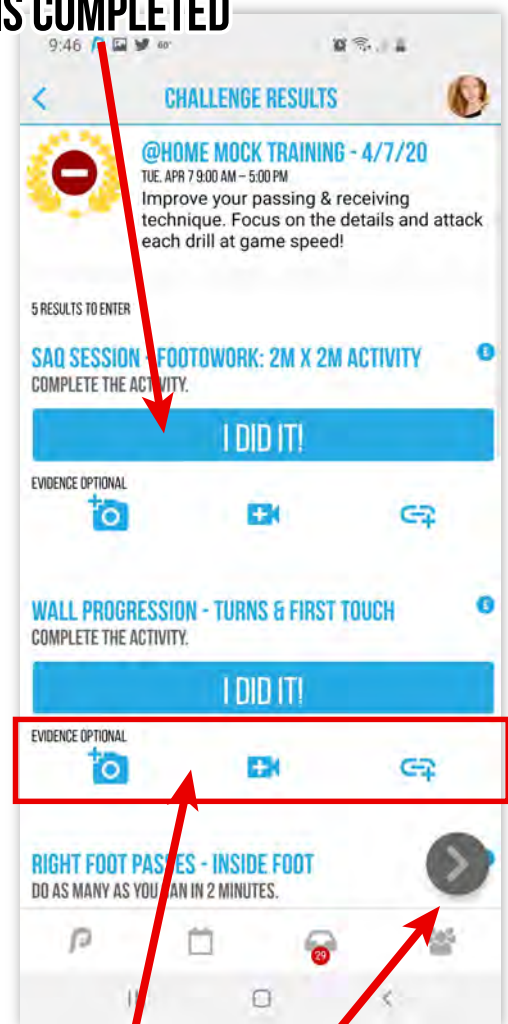 S COMPLETED
9:46
60°
CHALLENGE RESULTS
@HOME MOCK TRAINING - 4/7/20
TUE. APR 7 9:00 AM – 5:00 PM
Improve your passing & receiving
technique. Focus on the details and attack
each drill at game speed!
5 RESULTS TO ENTER
SAQ SESSION - FOOTOWORK: 2M X 2M ACTIVITY
COMPLETE THE ACTIVITY.
I DID IT!
EVIDENCE OPTIONAL
WALL PROGRESSION - TURNS & FIRST TOUCH
COMPLETE THE ACTIVITY.
I DID IT!
EVIDENCE OPTIONAL
RIGHT FOOT PASSES - INSIDE FOOT
DO AS MANY AS YOU CAN IN 2 MINUTES.
29